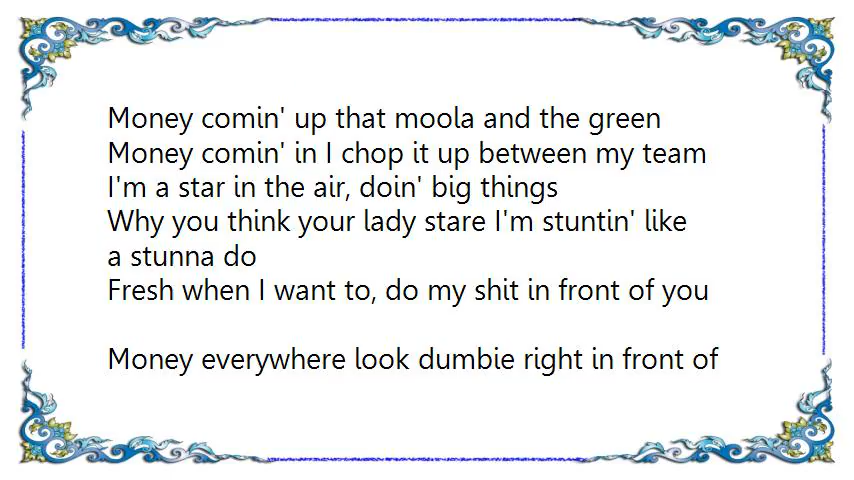 Money comin' up that moola and the green
Money comin' in I chop it up between my team
I'm a star in the air, doin' big things
Why you think your lady stare I'm stuntin' like
a stunna do
Fresh when I want to, do my shit in front of you
Money everywhere look dumbie right in front of